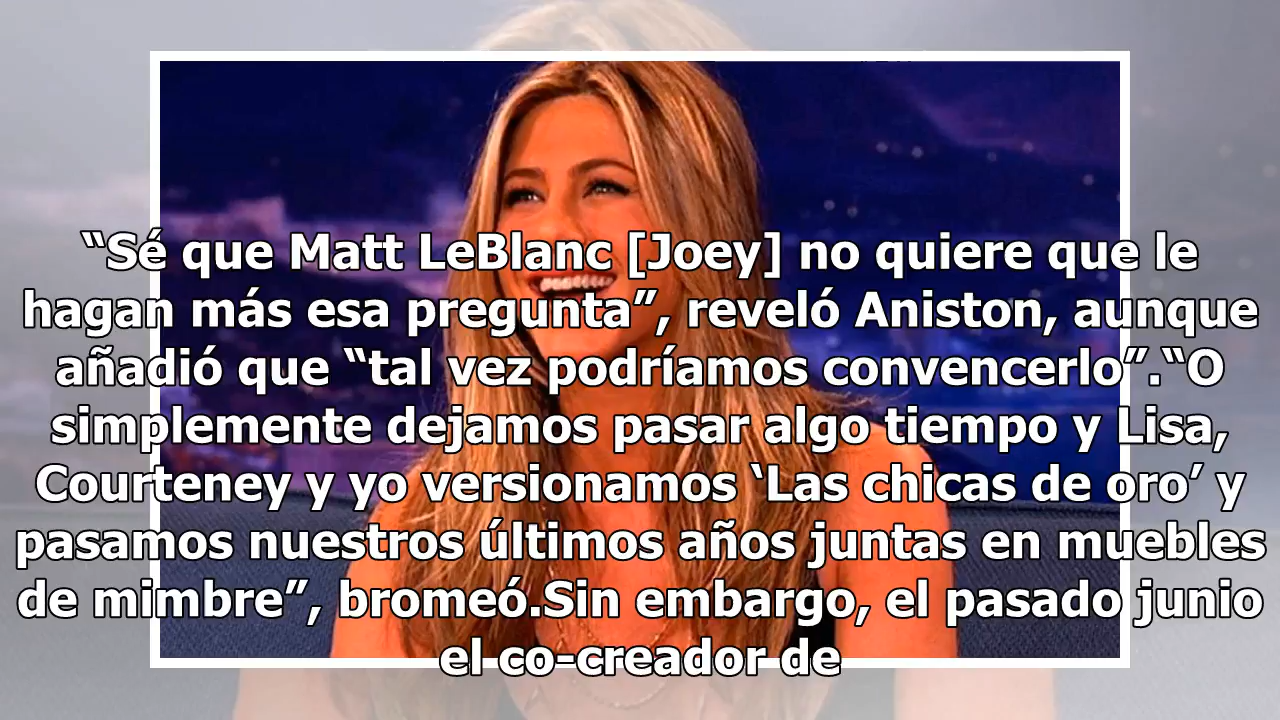 “Sé que Matt LeBlanc [Joey] no quiere que le
hagan más esa pregunta”, reveló Aniston, aunque
añadió que “tal vez podríamos convencerlo”.“O
simplemente dejamos pasar algo tiempo y Lisa,
Courteney y yo versionamos ‘Las chicas de oro’ y
pasamos nuestros últimos años juntas en muebles
de mimbre”, bromeó.Sin embargo, el pasado junio
el co-creador de